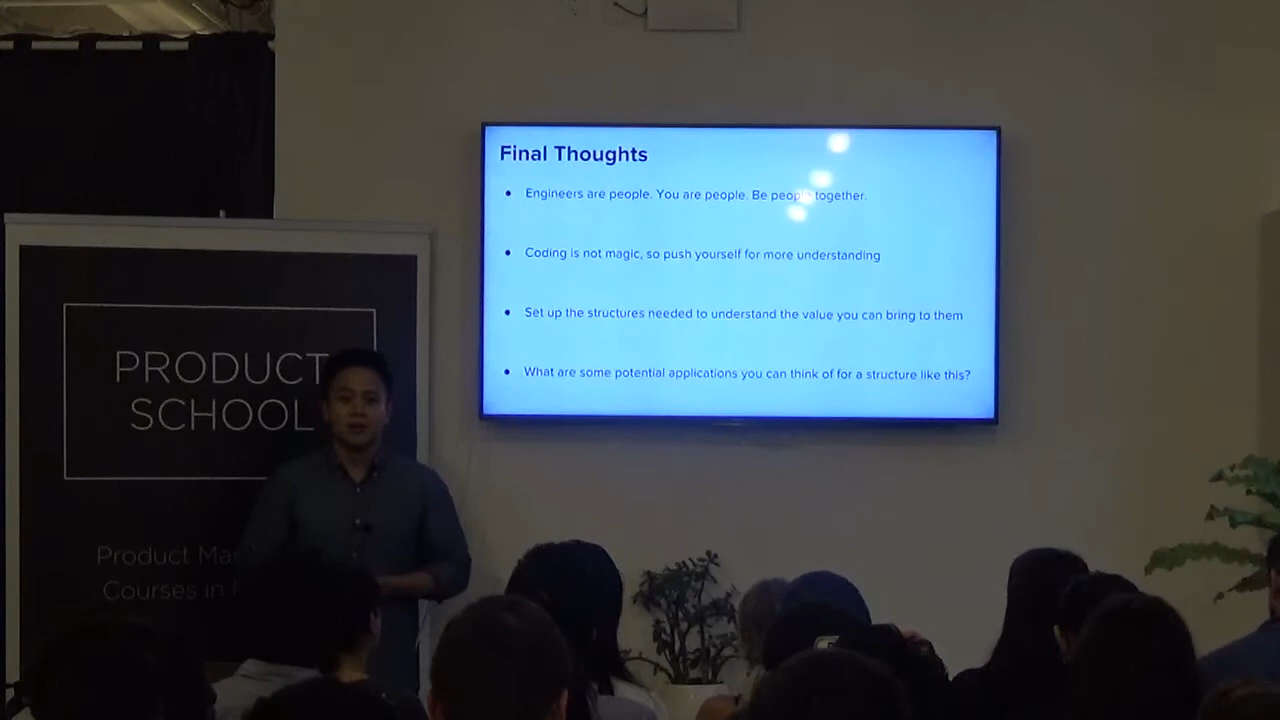 Final Thoughts
• Engineers are people. You are people. Be people together.
• Coding is not magic, so push yourself for more understanding
• Set up the structures needed to understand the value you can bring to them
• What are some potential applications you can think of for a structure like this?
PRODUCT
SCHOOL
Product
Courses in